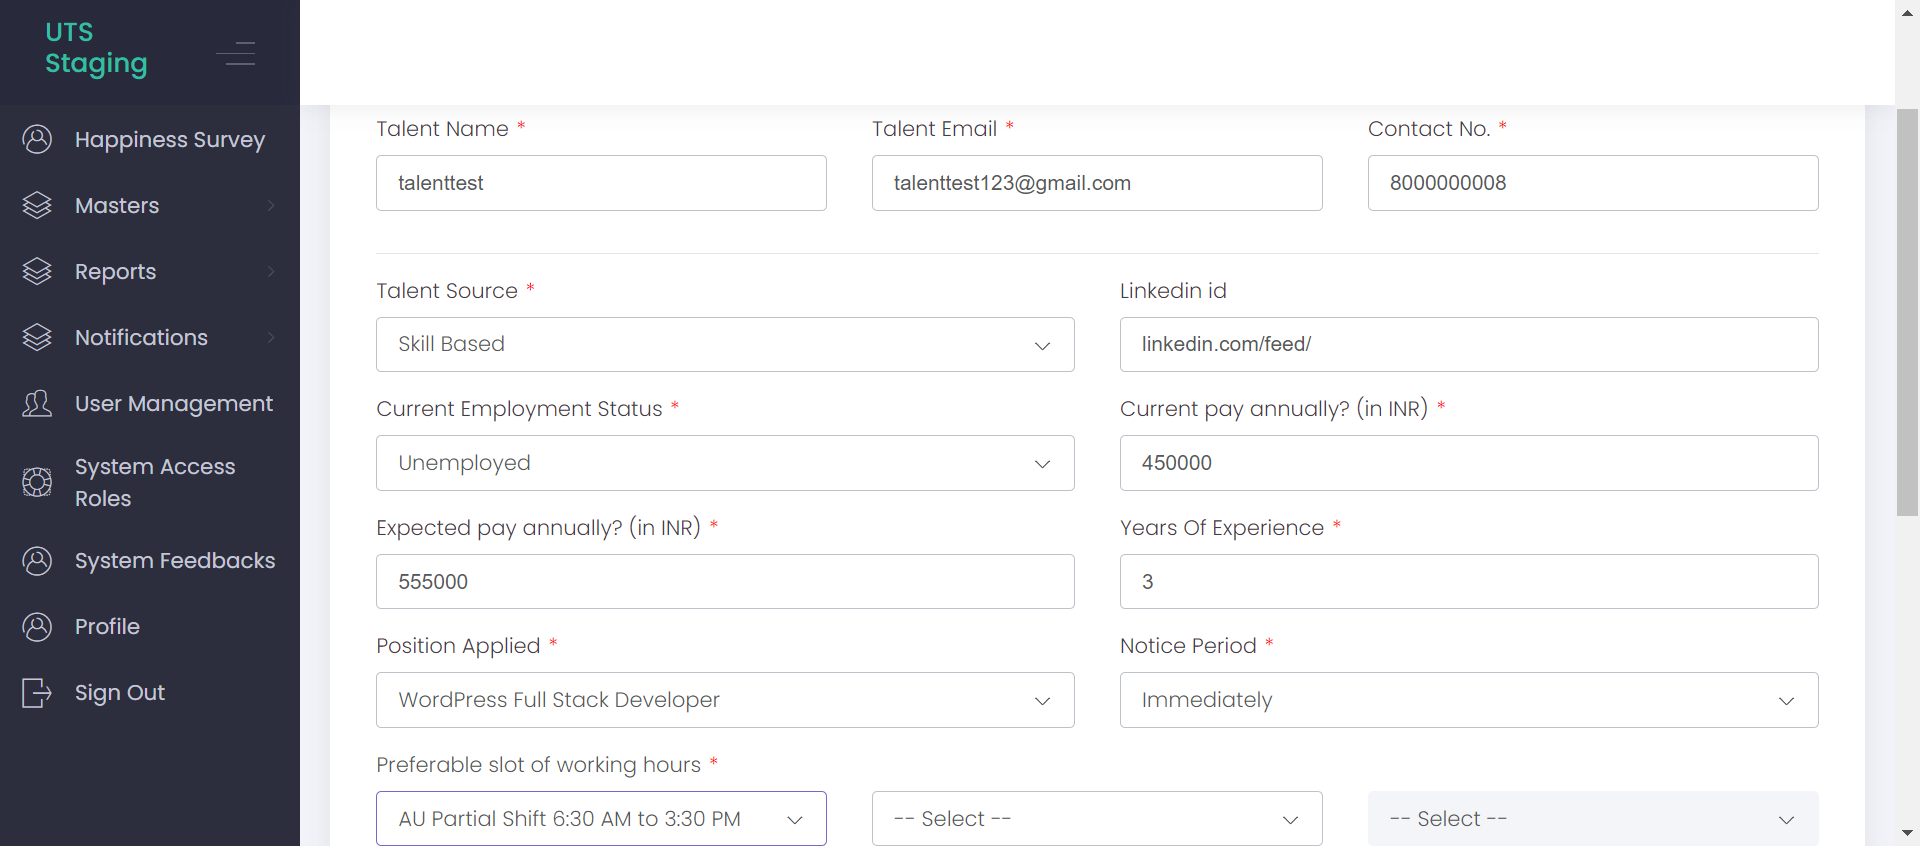 UTS
Staging
Happiness Survey
Masters
Reports
Notifications
User Management
System Access
Roles
System Feedbacks
Profile
Sign Out
Talent Name * Talent Email * Contact No. *
talenttest talenttest123@gmail.com 8000000008
Talent Source * Linkedin id
Skill Based linkedin.com/feed/
Current Employment Status * Current pay annually? (in INR) *
Unemployed 450000
Expected pay annually? (in INR) * Years Of Experience *
555000 3
Position Applied * Notice Period *
WordPress Full Stack Developer Immediately
Preferable slot of working hours *
AU Partial Shift 6:30 AM to 3:30 PM -- Select -- -- Select --